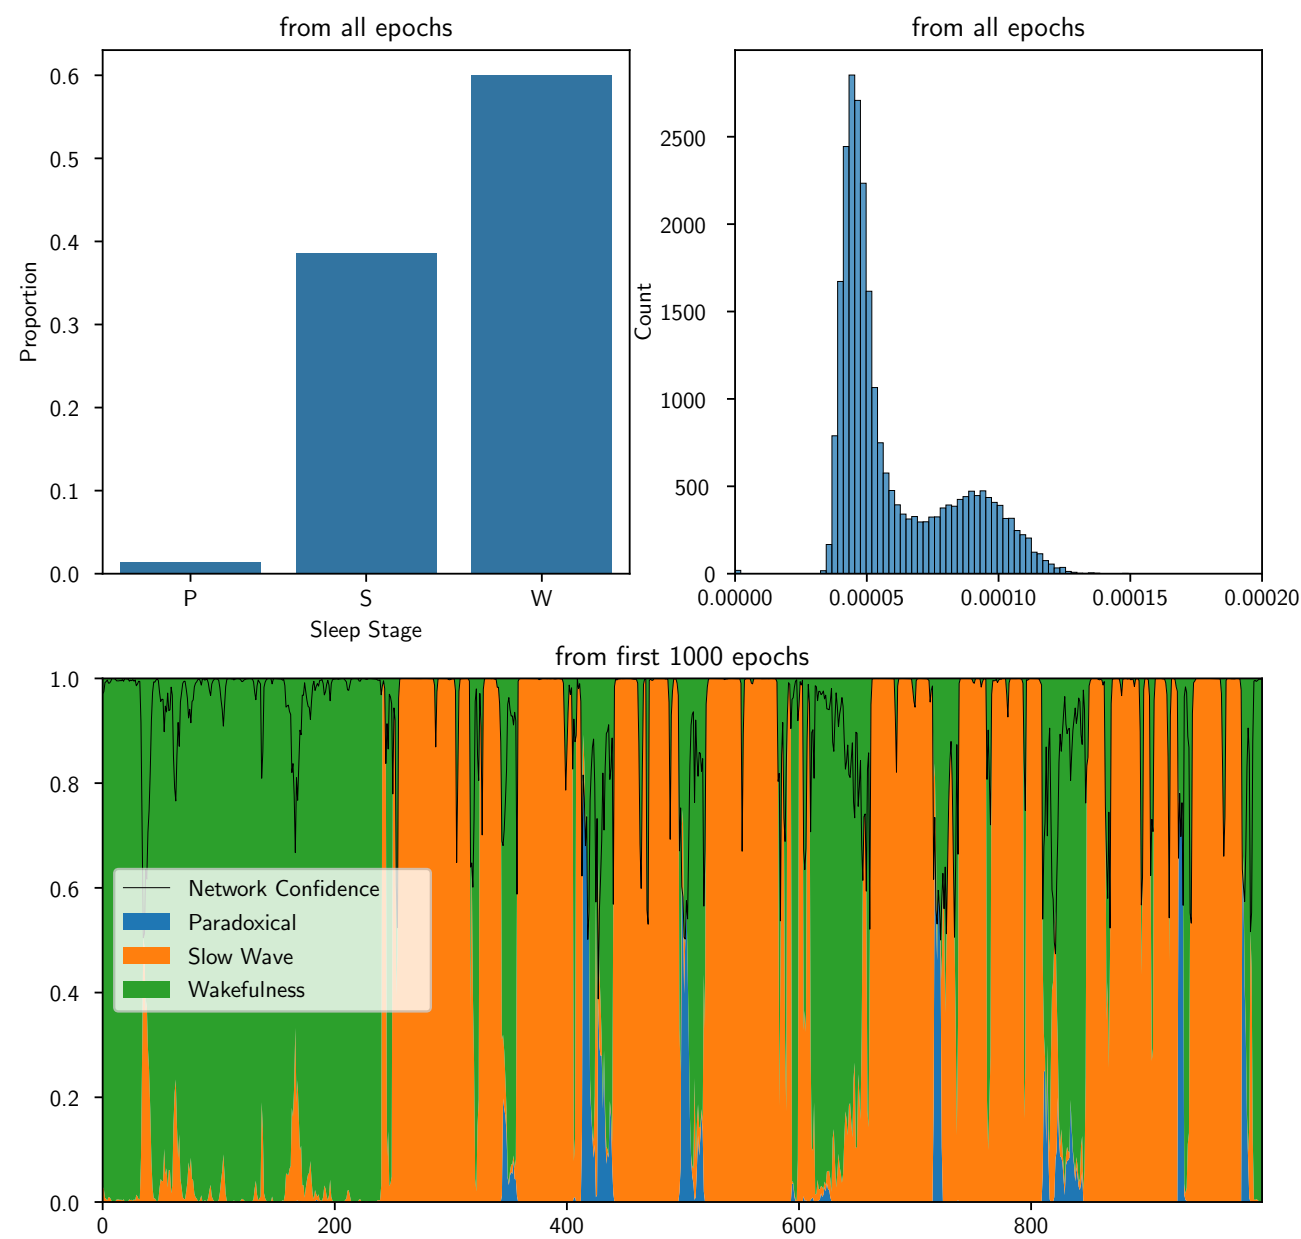 from all epochs
0.6
0.5
0.4
0.3
0.2
0.1
0.0
Proportion
P S W
Sleep Stage
from all epochs
2500
2000
1500
1000
500
0
Count
0.00000 0.00005 0.00010 0.00015 0.00020
from first 1000 epochs
1.0
0.8
0.6
0.4
0.2
0.0
Network Confidence
Paradoxical
Slow Wave
Wakefulness
0 200 400 600 800